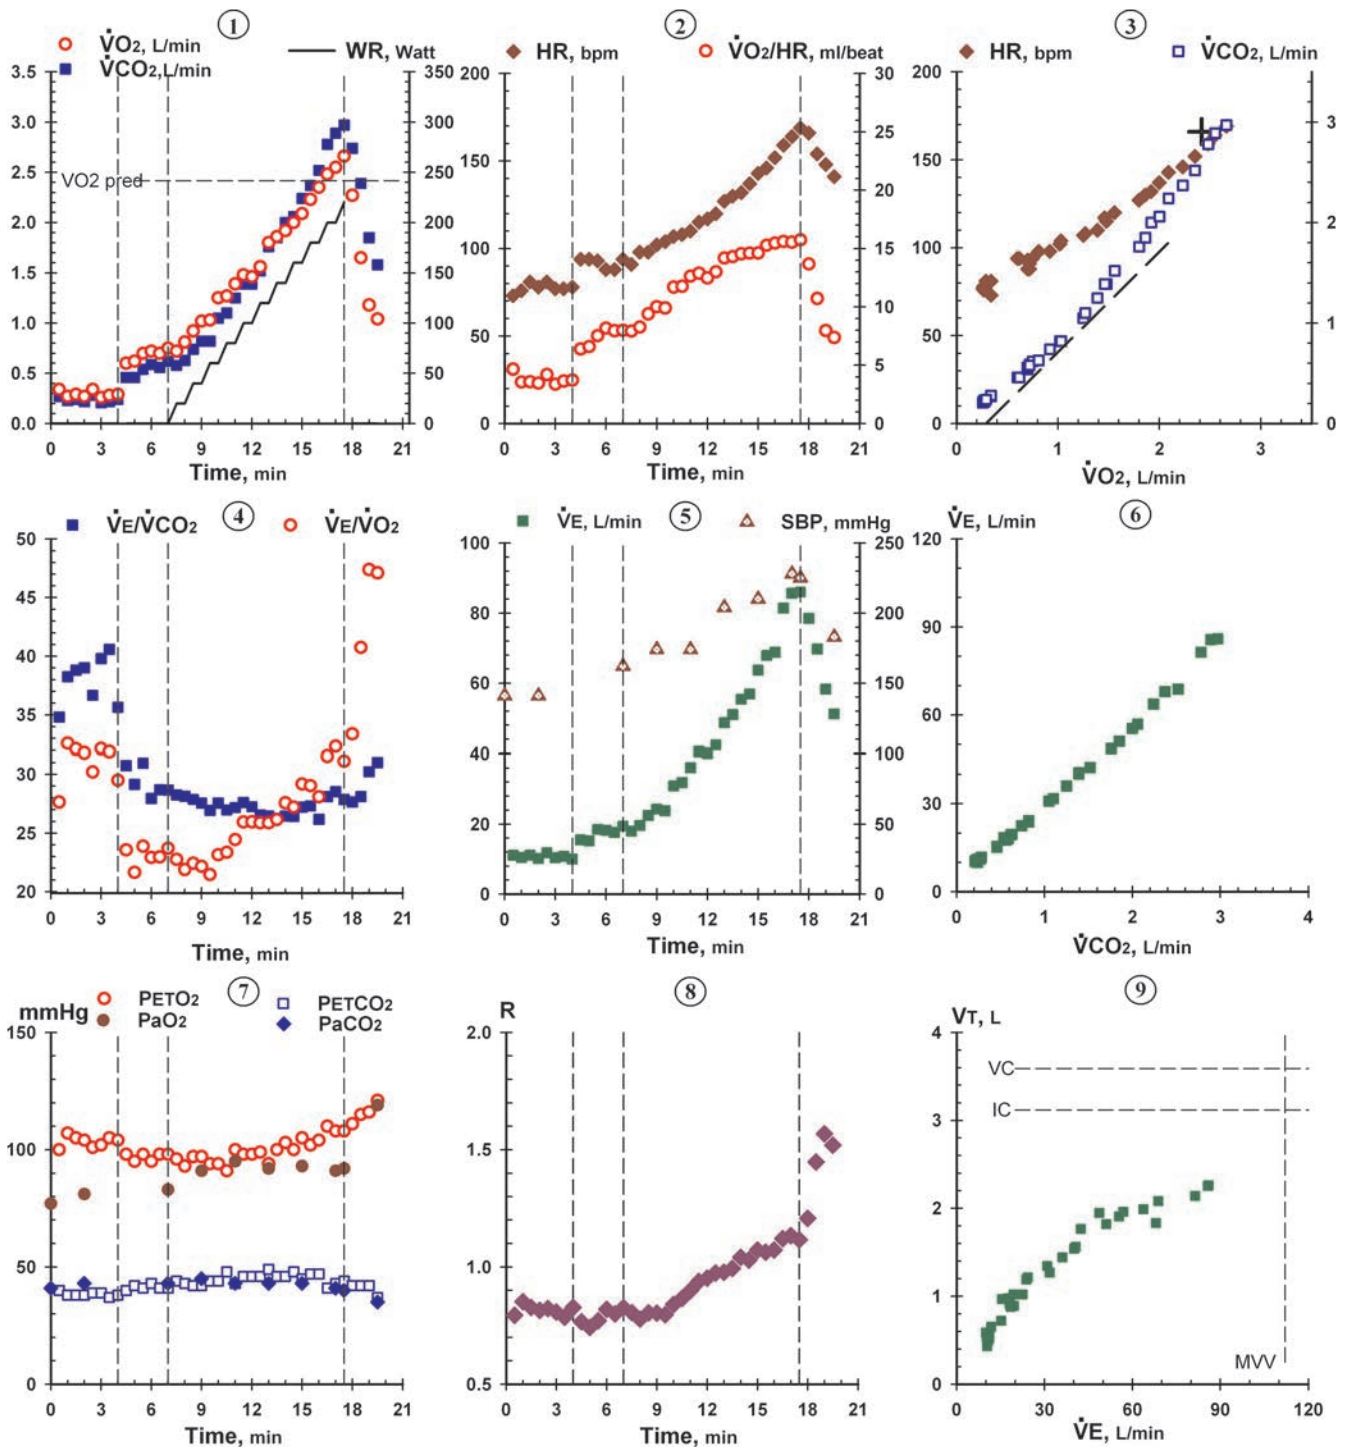 ①
V̇O2, L/min
V̇CO2,L/min
WR, Watt
3.5 350
3.0 300
2.5 250
VO2 pred
2.0 200
1.5 150
1.0 100
0.5 50
0.0 0
0 3 6 9 12 15 18 21
Time, min
②
HR, bpm V̇O2/HR, ml/beat
200 30
25
150
20
100 15
10
50
5
0 0
0 3 6 9 12 15 18 21
Time, min
③
HR, bpm V̇CO2, L/min
200
3
150
2
100
50 1
0 0
0 1 2 3
V̇O2, L/min
④
V̇E/V̇CO2 V̇E/V̇O2
50
45
40
35
30
25
20
0 3 6 9 12 15 18 21
Time, min
⑤
V̇E, L/min SBP, mmHg
100 250
80 200
60 150
40 100
20 50
0 0
0 3 6 9 12 15 18 21
Time, min
⑥
V̇E, L/min
120
90
60
30
0
0 1 2 3 4
V̇CO2, L/min
⑦
mmHg
PETO2 PETCO2
PaO2 PaCO2
150
100
50
0
0 3 6 9 12 15 18 21
Time, min
⑧
R
2.0
1.5
1.0
0.5
0 3 6 9 12 15 18 21
Time, min
⑨
VT, L
4
VC
IC
3
2
1
MVV
0
0 30 60 90 120
V̇E, L/min